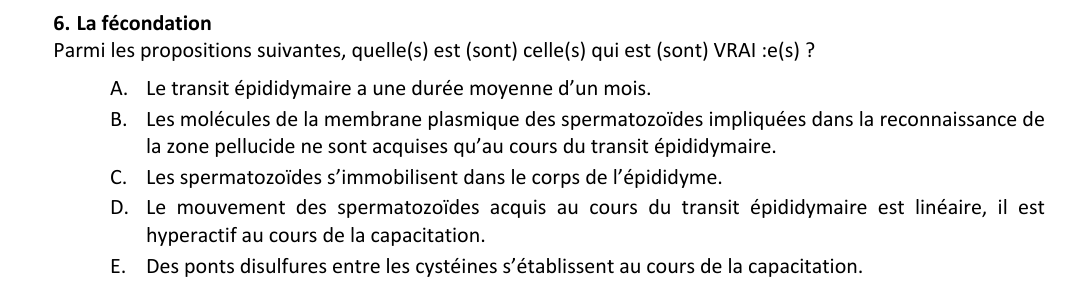 6. La fécondation
Parmi les propositions suivantes, quelle(s) est (sont) celle(s) qui est (sont) VRAI :e(s) ?
A. Le transit épididymaire a une durée moyenne d’un mois.
B. Les molécules de la membrane plasmique des spermatozoïdes impliquées dans la reconnaissance de
la zone pellucide ne sont acquises qu’au cours du transit épididymaire.
C. Les spermatozoïdes s’immobilisent dans le corps de l’épididyme.
D. Le mouvement des spermatozoïdes acquis au cours du transit épididymaire est linéaire, il est
hyperactif au cours de la capacitation.
E. Des ponts disulfures entre les cystéines s’établissent au cours de la capacitation.